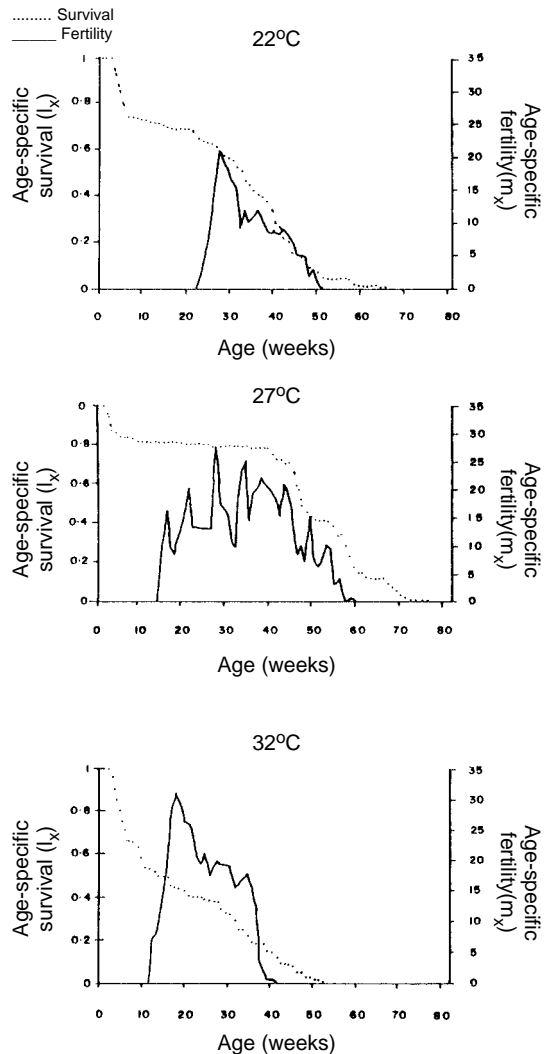 ......... Survival
_____ Fertility
22°C
Age-specific
survival (lₓ)
1
0·8
0·6
0·4
0·2
0
35
30
25
20
15
10
5
0
Age-specific
fertility(mₓ)
0 10 20 30 40 50 60 70 80
Age (weeks)
27°C
Age-specific
survival (lₓ)
0
0·8
0·6
0·4
0·2
0
35
30
25
20
15
10
5
0
Age-specific
fertility(mₓ)
0 10 20 30 40 50 60 70 80
Age (weeks)
32°C
Age-specific
survival (lₓ)
1
0·8
0·6
0·4
0·2
0
35
30
25
20
15
10
5
0
Age-specific
fertility(mₓ)
0 10 20 30 40 50 60 70 80
Age (weeks)